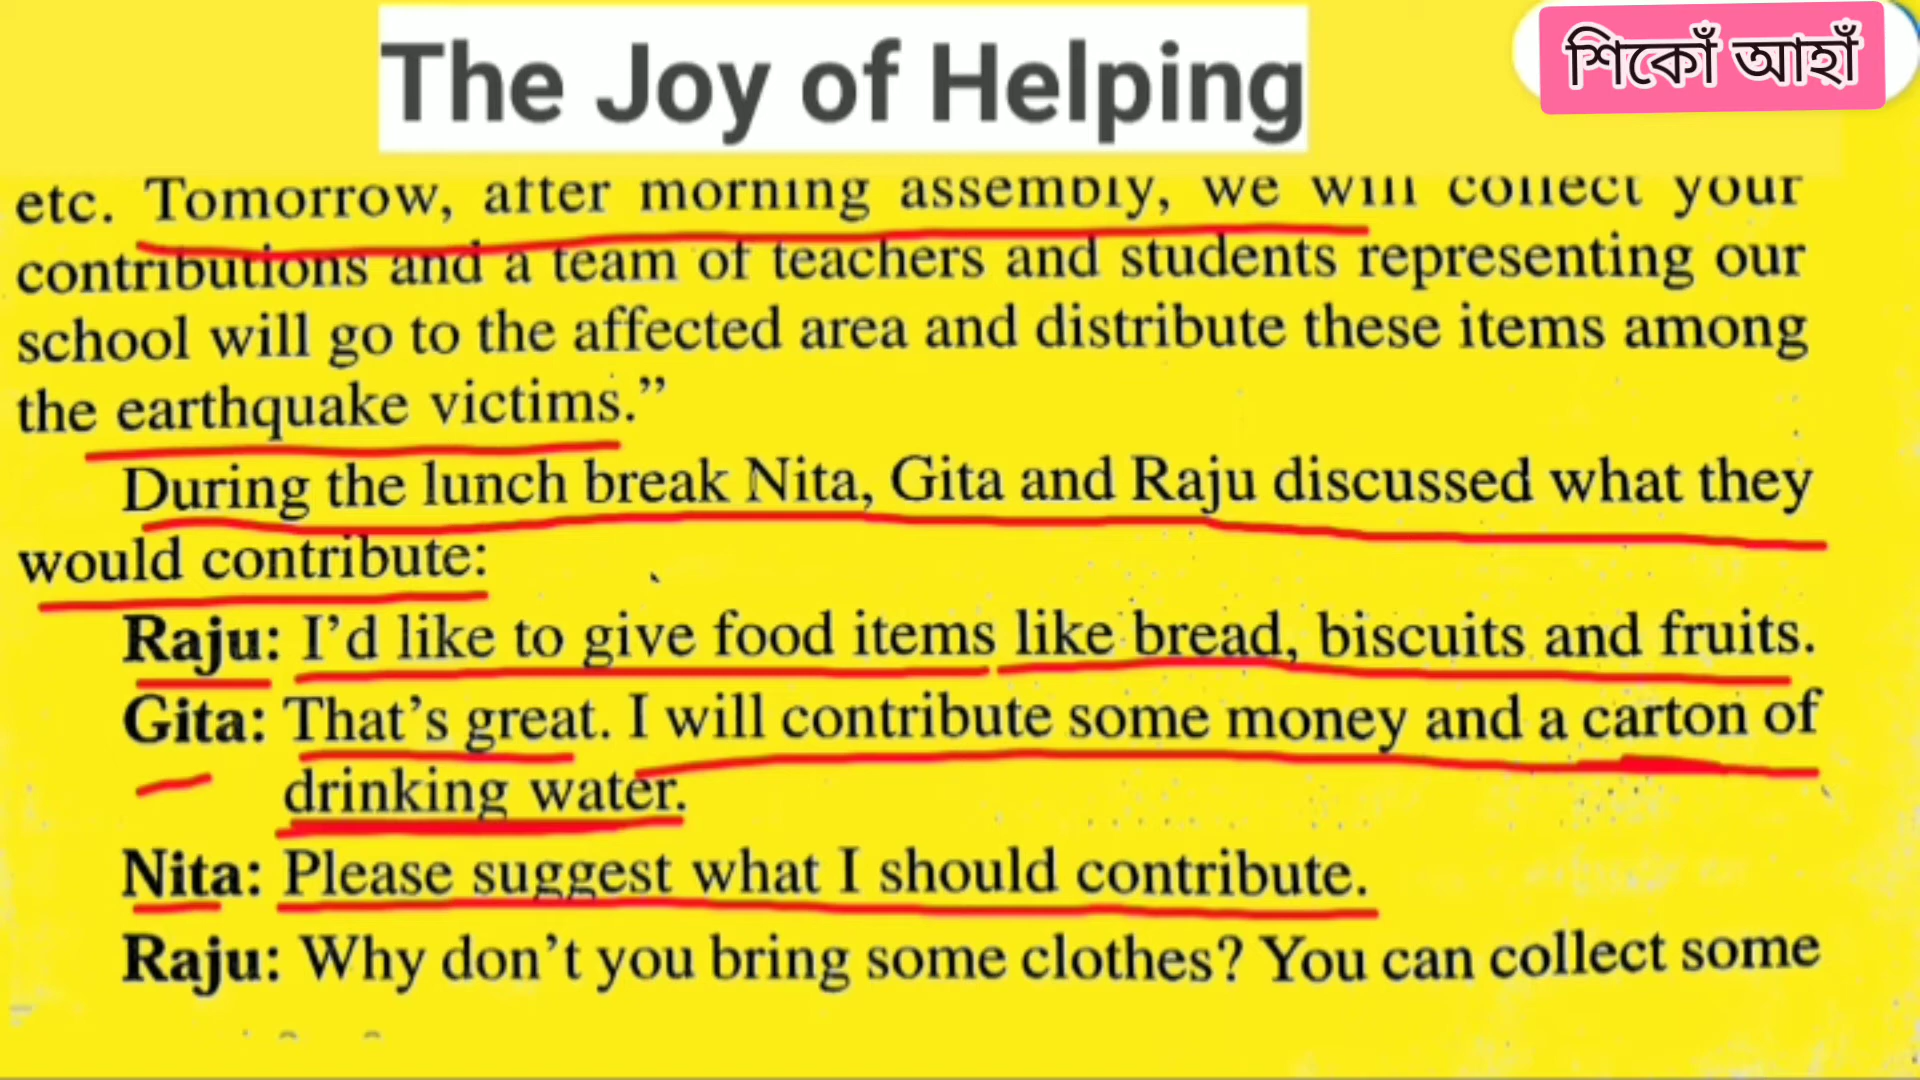 The Joy of Helping
শিকোঁ আহাঁ
etc. Tomorrow, after morning assembly, we will collect your
contributions and a team of teachers and students representing our
school will go to the affected area and distribute these items among
the earthquake victims.”
During the lunch break Nita, Gita and Raju discussed what they
would contribute:
Raju: I’d like to give food items like bread, biscuits and fruits.
Gita: That’s great. I will contribute some money and a carton of
drinking water.
Nita: Please suggest what I should contribute.
Raju: Why don’t you bring some clothes? You can collect some